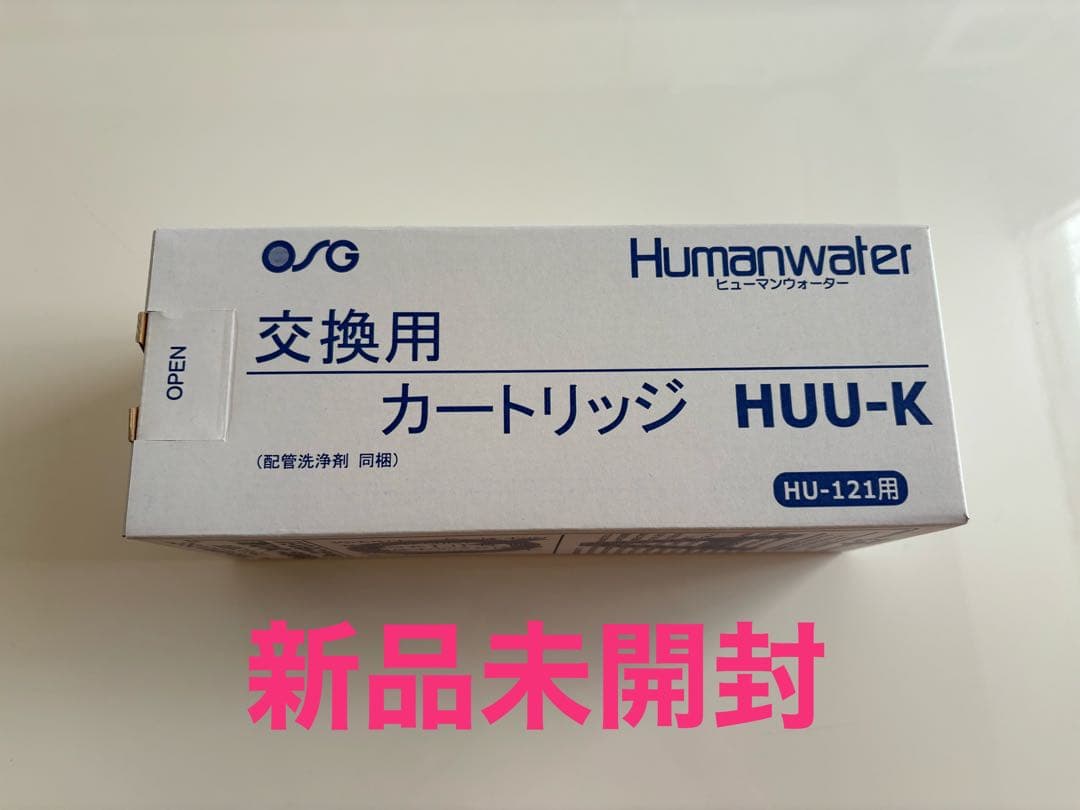 OSG
Humanwater
ヒューマンウォーター
OPEN
交換用
カートリッジ HUU-K
(配管洗浄剤 同梱)
HU-121用
新品未開封